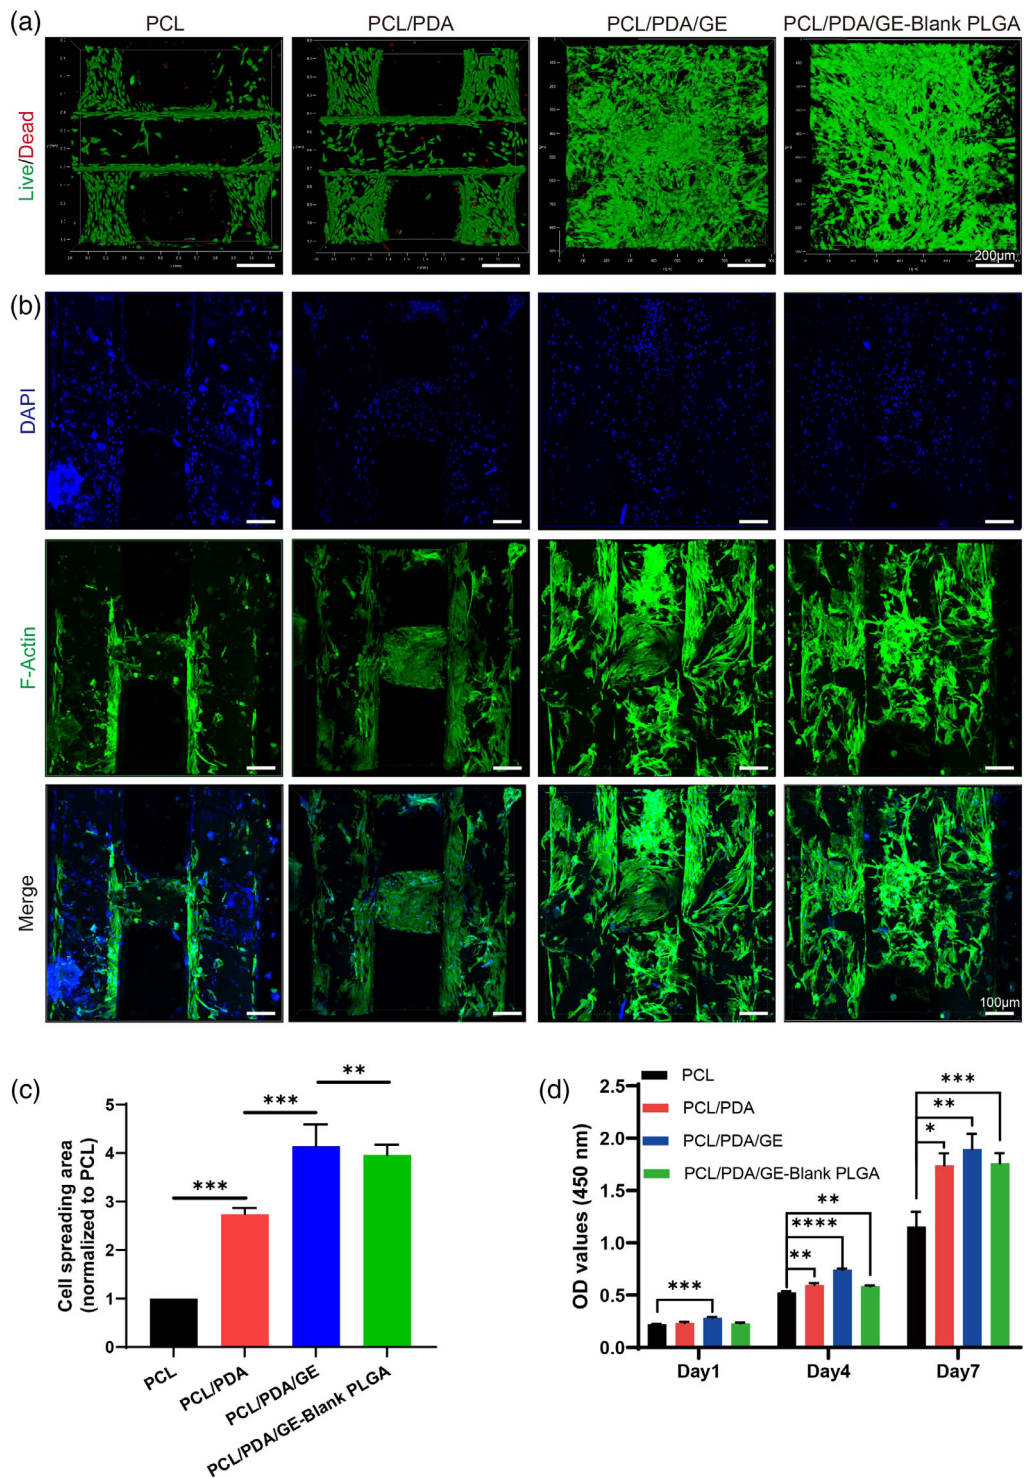 (a)
PCL
PCL/PDA
PCL/PDA/GE
PCL/PDA/GE-Blank PLGA
Live/Dead
200μm
(b)
DAPI
F-Actin
Merge
100μm
(c)
Cell spreading area
(normalized to PCL)
5
4
3
2
1
0
***
***
**
PCL
PCL/PDA
PCL/PDA/GE
PCL/PDA/GE-Blank PLGA
(d)
PCL
PCL/PDA
PCL/PDA/GE
PCL/PDA/GE-Blank PLGA
OD values (450 nm)
2.5
2.0
1.5
1.0
0.5
0.0
***
**
****
**
***
**
*
Day1
Day4
Day7